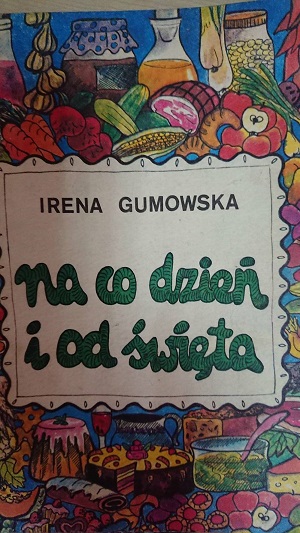 IRENA GUMOWSKA
na co dzień
i od święta